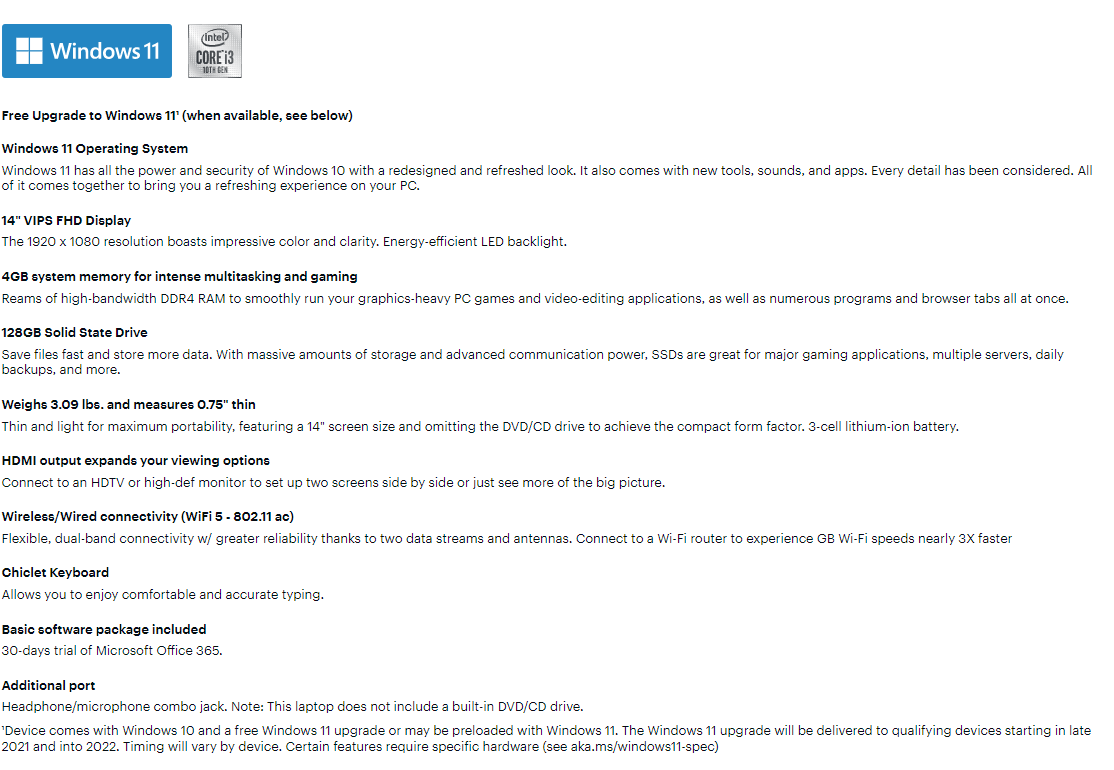 Windows 11
intel
CORE i3
10TH GEN
Free Upgrade to Windows 11¹ (when available, see below)
Windows 11 Operating System
Windows 11 has all the power and security of Windows 10 with a redesigned and refreshed look. It also comes with new tools, sounds, and apps. Every detail has been considered. All
of it comes together to bring you a refreshing experience on your PC.
14" VIPS FHD Display
The 1920 x 1080 resolution boasts impressive color and clarity. Energy-efficient LED backlight.
4GB system memory for intense multitasking and gaming
Reams of high-bandwidth DDR4 RAM to smoothly run your graphics-heavy PC games and video-editing applications, as well as numerous programs and browser tabs all at once.
128GB Solid State Drive
Save files fast and store more data. With massive amounts of storage and advanced communication power, SSDs are great for major gaming applications, multiple servers, daily
backups, and more.
Weighs 3.09 lbs. and measures 0.75" thin
Thin and light for maximum portability, featuring a 14" screen size and omitting the DVD/CD drive to achieve the compact form factor. 3-cell lithium-ion battery.
HDMI output expands your viewing options
Connect to an HDTV or high-def monitor to set up two screens side by side or just see more of the big picture.
Wireless/Wired connectivity (WiFi 5 - 802.11 ac)
Flexible, dual-band connectivity w/ greater reliability thanks to two data streams and antennas. Connect to a Wi-Fi router to experience GB Wi-Fi speeds nearly 3X faster
Chiclet Keyboard
Allows you to enjoy comfortable and accurate typing.
Basic software package included
30-days trial of Microsoft Office 365.
Additional port
Headphone/microphone combo jack. Note: This laptop does not include a built-in DVD/CD drive.
¹Device comes with Windows 10 and a free Windows 11 upgrade or may be preloaded with Windows 11. The Windows 11 upgrade will be delivered to qualifying devices starting in late
2021 and into 2022. Timing will vary by device. Certain features require specific hardware (see aka.ms/windows11-spec)